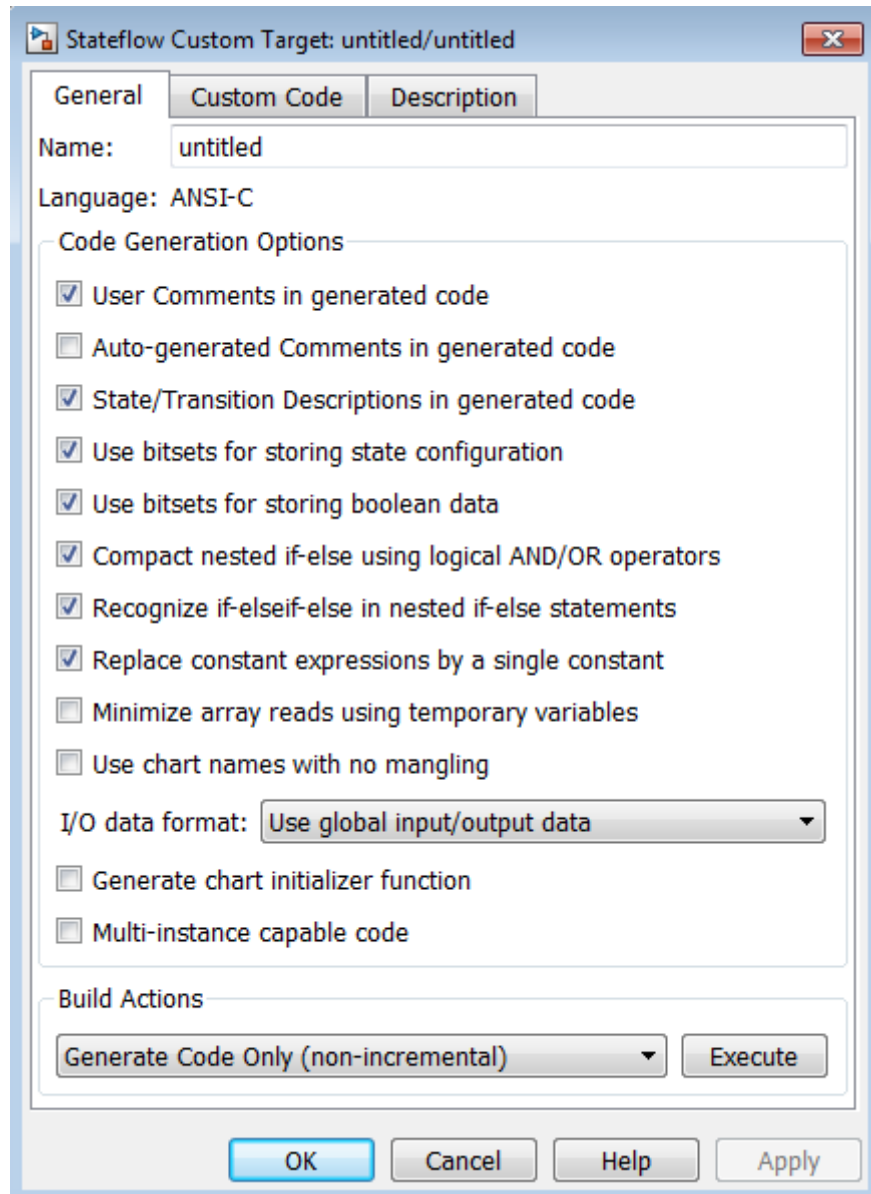 Stateflow Custom Target: untitled/untitled
General Custom Code Description
Name: untitled
Language: ANSI-C
Code Generation Options
User Comments in generated code
Auto-generated Comments in generated code
State/Transition Descriptions in generated code
Use bitsets for storing state configuration
Use bitsets for storing boolean data
Compact nested if-else using logical AND/OR operators
Recognize if-elseif-else in nested if-else statements
Replace constant expressions by a single constant
Minimize array reads using temporary variables
Use chart names with no mangling
I/O data format: Use global input/output data
Generate chart initializer function
Multi-instance capable code
Build Actions
Generate Code Only (non-incremental) Execute
OK Cancel Help Apply